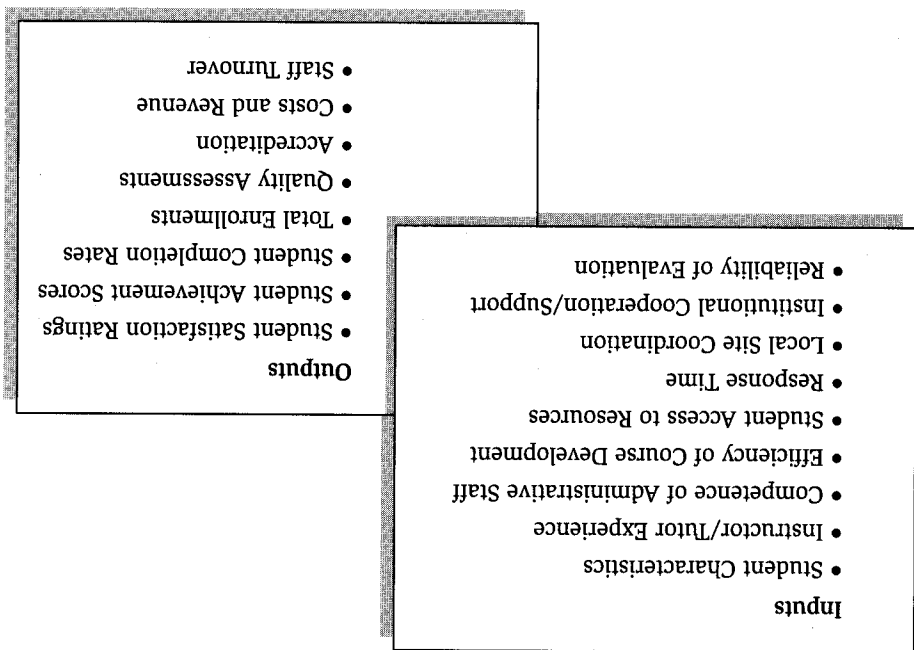 Inputs
• Student Characteristics
• Instructor/Tutor Experience
• Competence of Administrative Staff
• Efficiency of Course Development
• Student Access to Resources
• Response Time
• Local Site Coordination
• Institutional Cooperation/Support
• Reliability of Evaluation
Outputs
• Student Satisfaction Ratings
• Student Achievement Scores
• Student Completion Rates
• Total Enrollments
• Quality Assessments
• Accreditation
• Costs and Revenue
• Staff Turnover